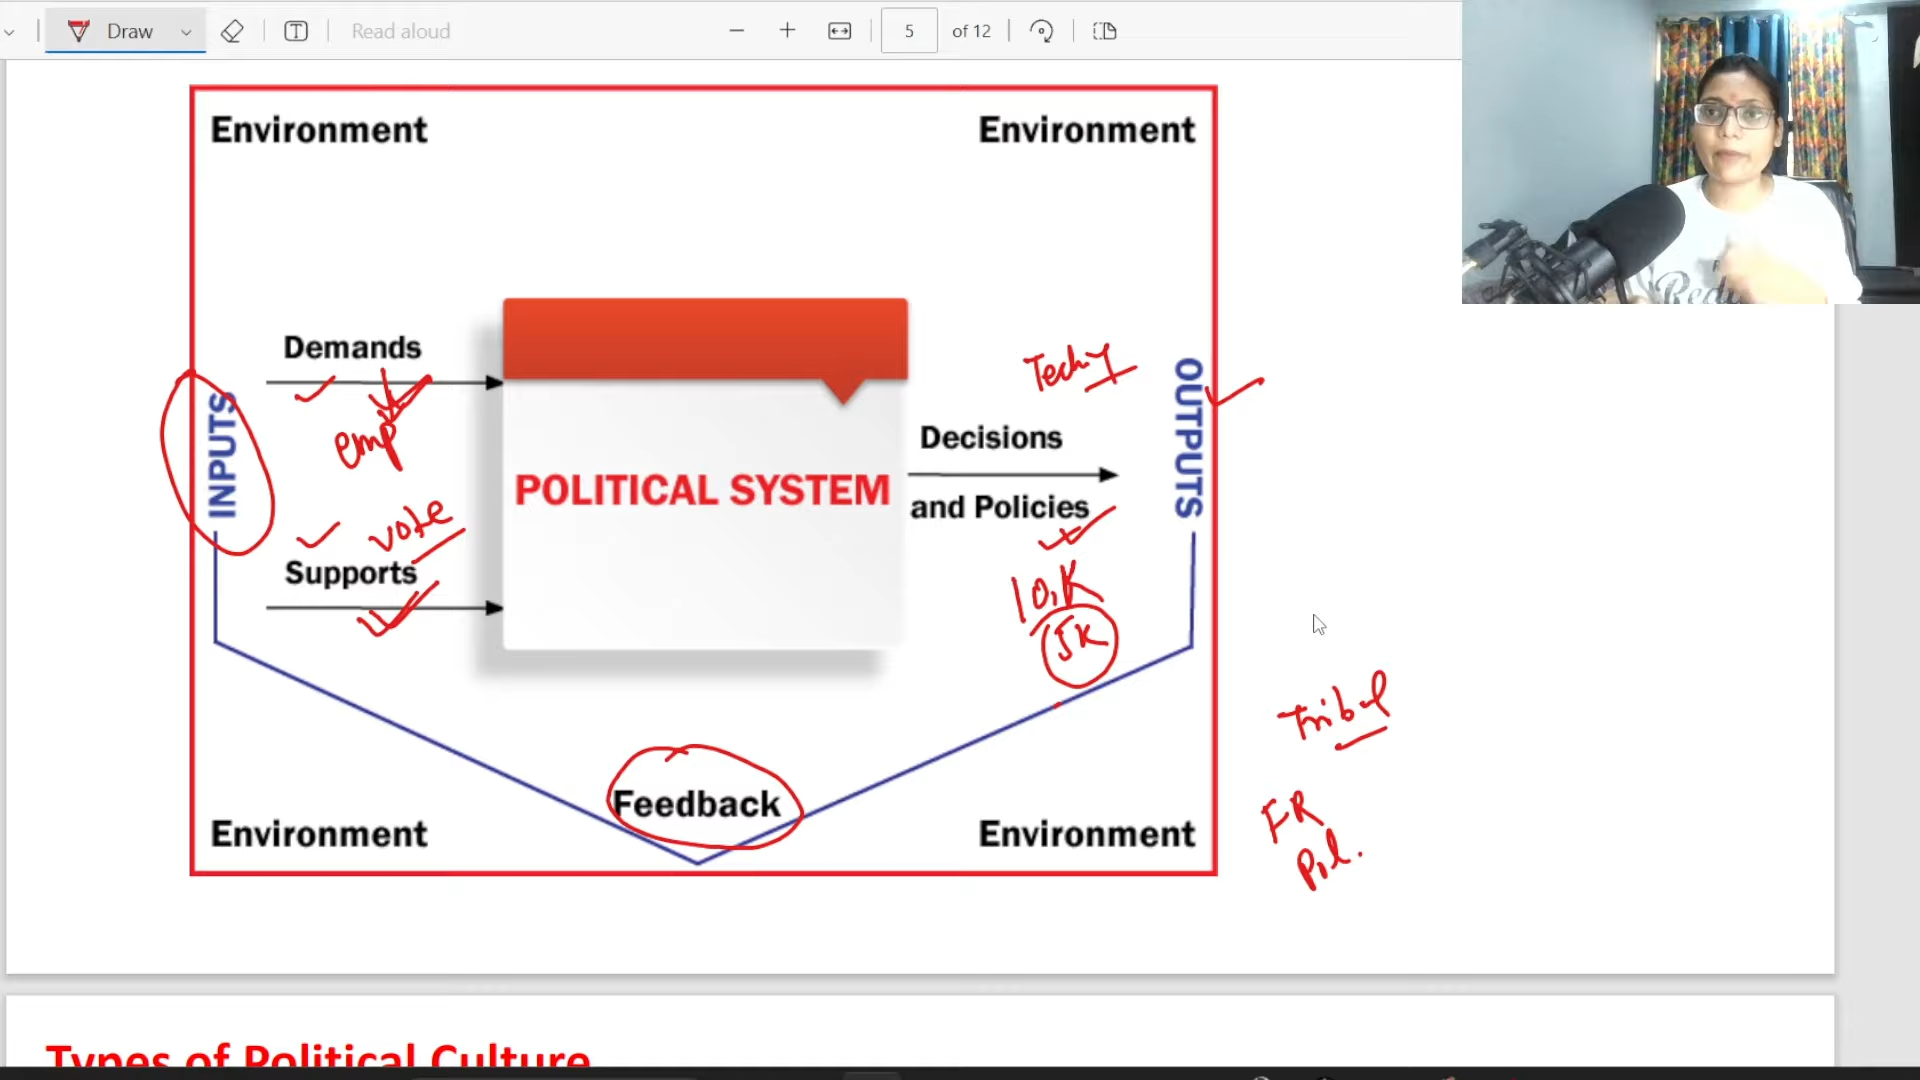 Draw
Read aloud
5 of 12
Environment Environment
Demands
emp
vote
Supports
INPUTS
POLITICAL SYSTEM
Techy
Decisions
and Policies
10.K
5K
OUTPUTS
Tribal
Feedback
FR
Pol.
Environment Environment
Types of Political Culture